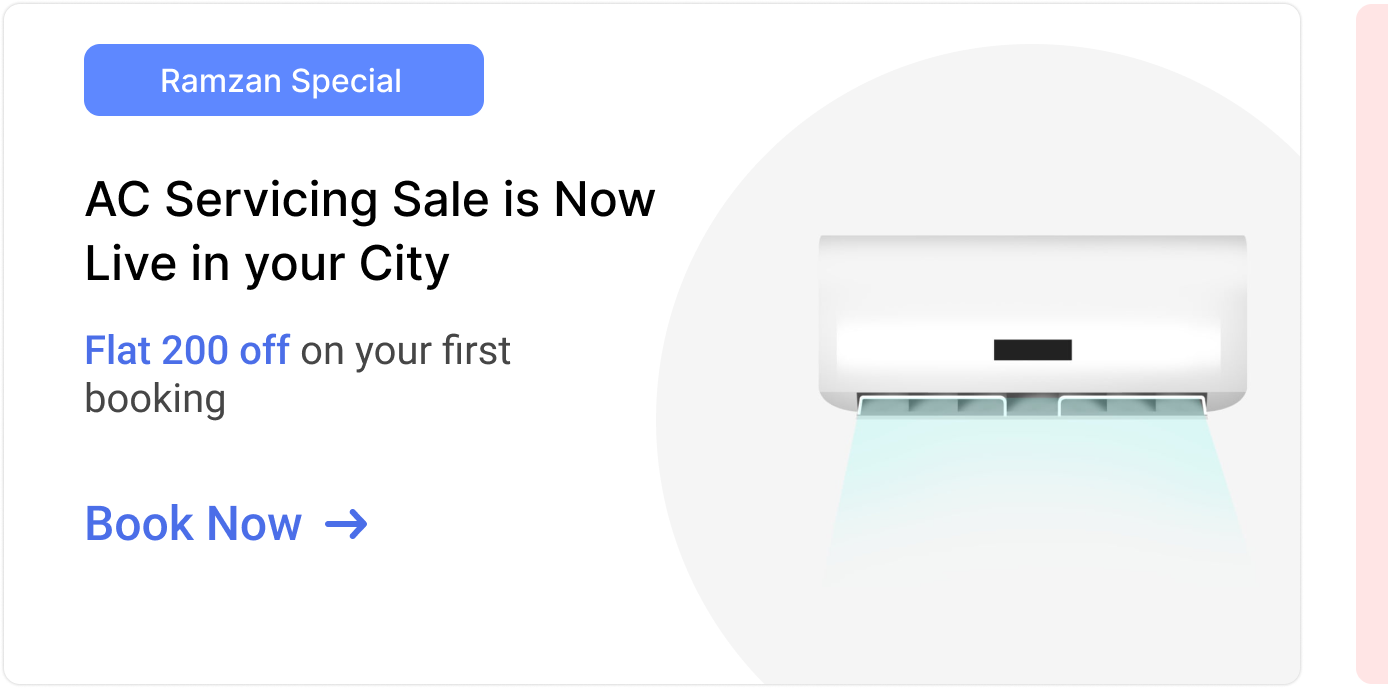 Ramzan Special
AC Servicing Sale is Now
Live in your City
Flat 200 off on your first
booking
Book Now →